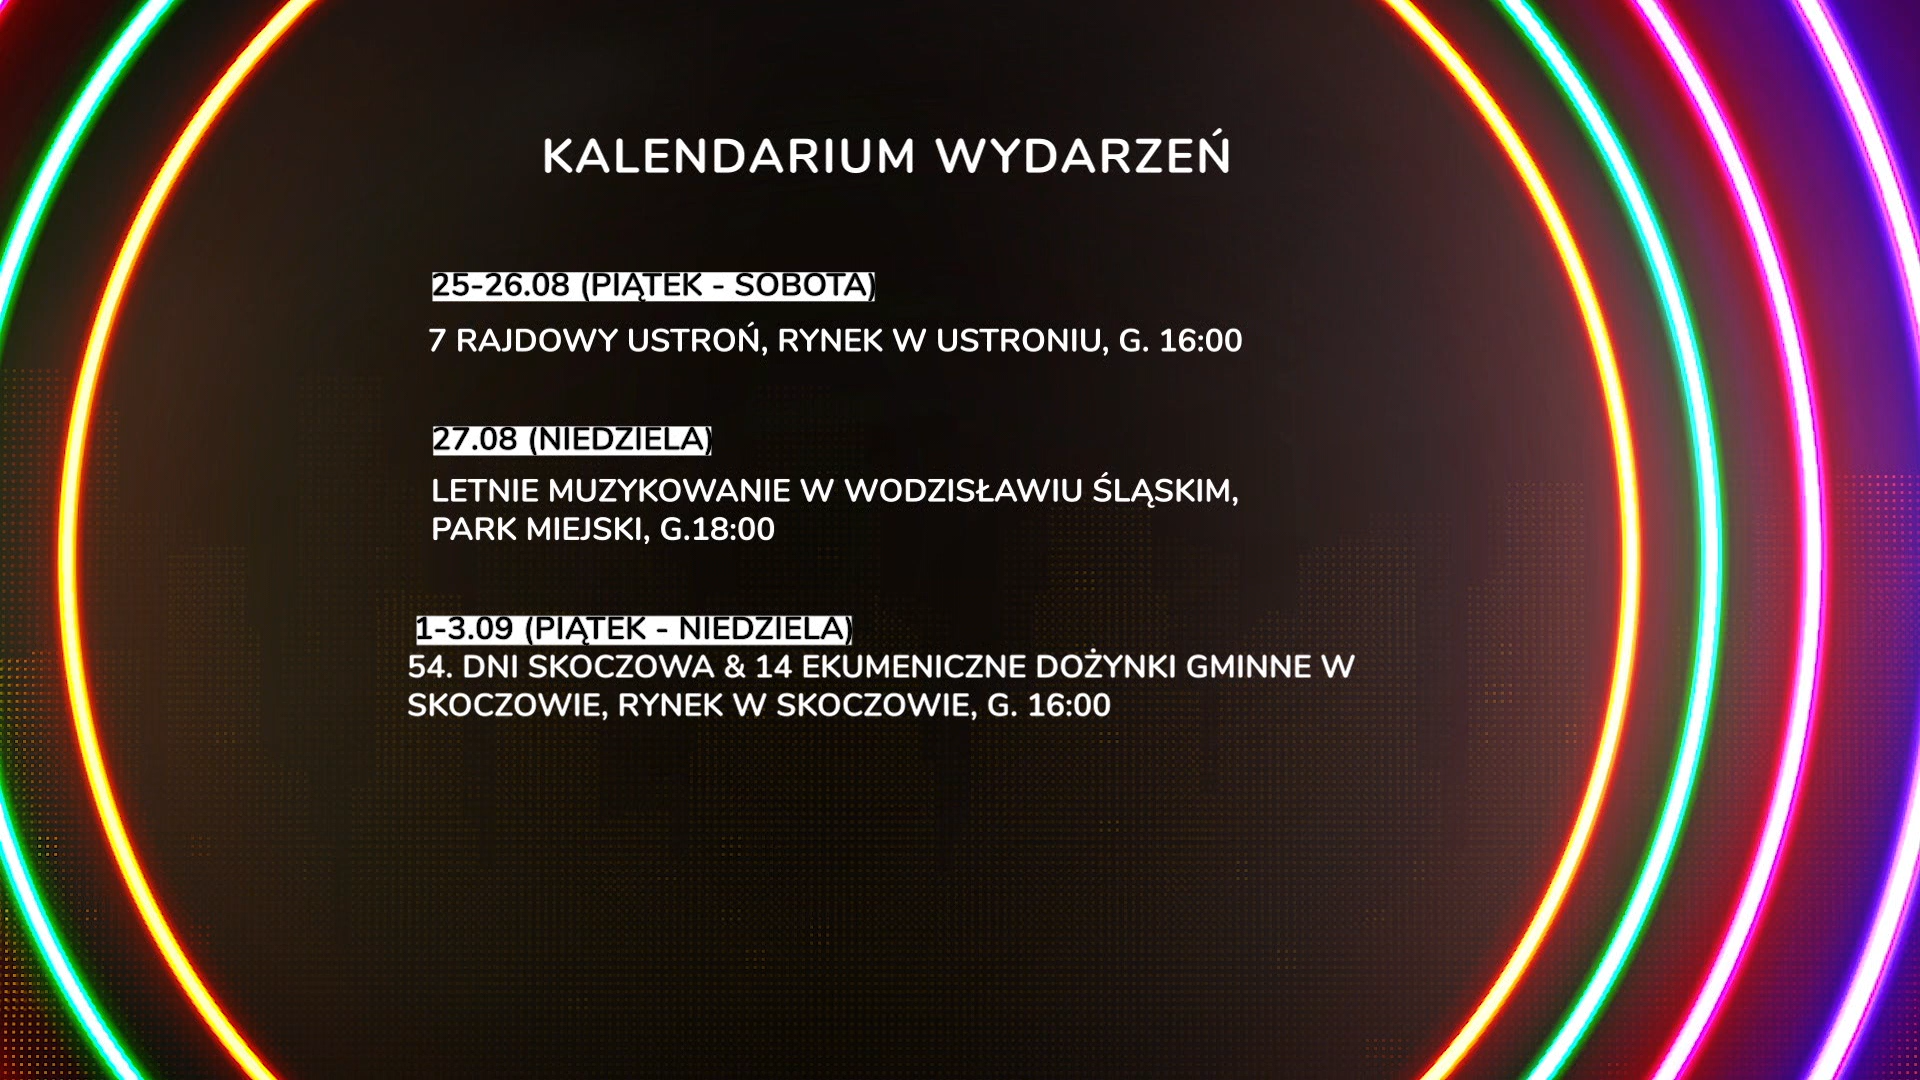 KALENDARIUM WYDARZEŃ
25-26.08 (PIĄTEK - SOBOTA)
7 RAJDOWY USTROŃ, RYNEK W USTRONIU, G. 16:00
27.08 (NIEDZIELA)
LETNIE MUZYKOWANIE W WODZISŁAWIU ŚLĄSKIM,
PARK MIEJSKI, G.18:00
1-3.09 (PIĄTEK - NIEDZIELA)
54. DNI SKOCZOWA & 14 EKUMENICZNE DOŻYNKI GMINNE W
SKOCZOWIE, RYNEK W SKOCZOWIE, G. 16:00